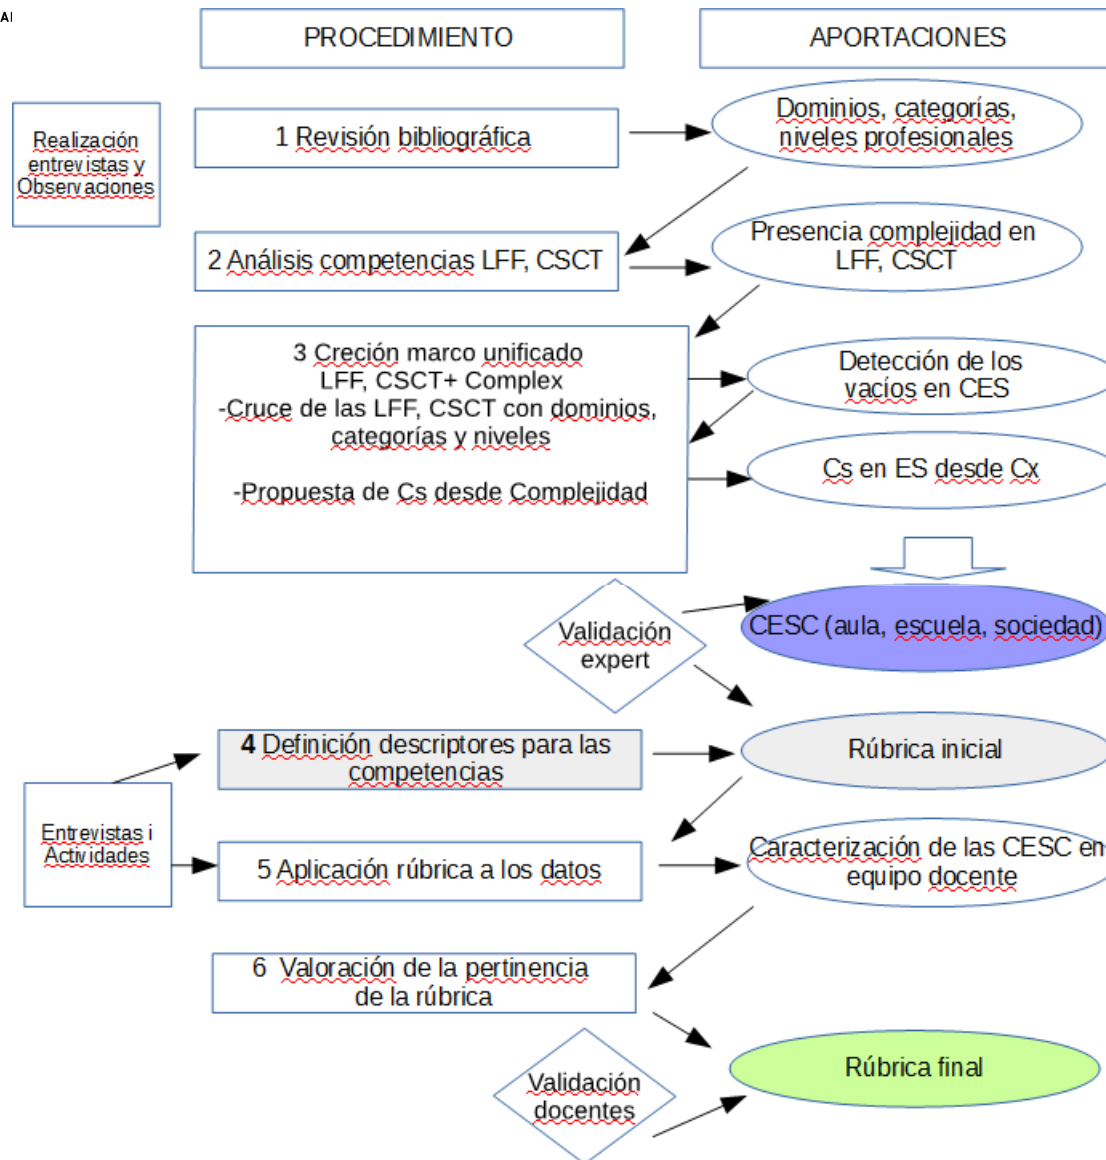 AI
PROCEDIMIENTO
APORTACIONES
Realización
entrevistas y
Observaciones
1 Revisión bibliográfica
Dominios, categorías,
niveles profesionales
2 Análisis competencias LFF, CSCT
Presencia complejidad en
LFF, CSCT
3 Creción marco unificado
LFF, CSCT+ Complex
-Cruce de las LFF, CSCT con dominios,
categorías y niveles
-Propuesta de Cs desde Complejidad
Detección de los
vacíos en CES
Cs en ES desde Cx
Validación
expert
CESC (aula, escuela, sociedad)
4 Definición descriptores para las
competencias
Rúbrica inicial
Entrevistas i
Actividades
5 Aplicación rúbrica a los datos
Caracterización de las CESC en
equipo docente
6 Valoración de la pertinencia
de la rúbrica
Validación
docentes
Rúbrica final